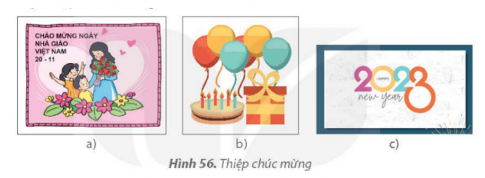 CHÀO MỪNG NGÀY
NHÀ GIÁO
VIỆT NAM
20 - 11
HAPPY
2023
new year
a)
b)
c)
Hình 56. Thiệp chúc mừng